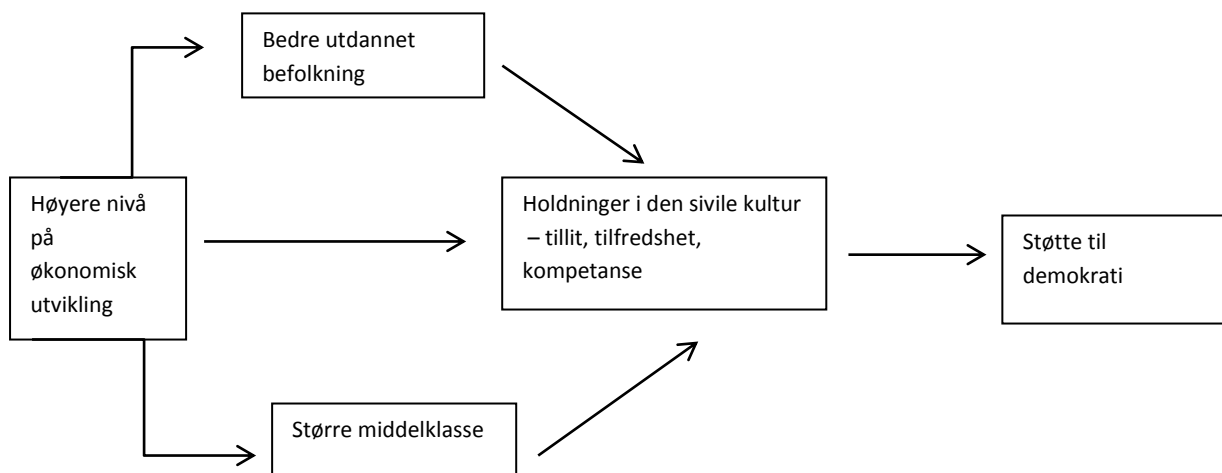 Bedre utdannet
befolkning
Høyere nivå
på
økonomisk
utvikling
Holdninger i den sivile kultur
– tillit, tilfredshet,
kompetanse
Støtte til
demokrati
Større middelklasse